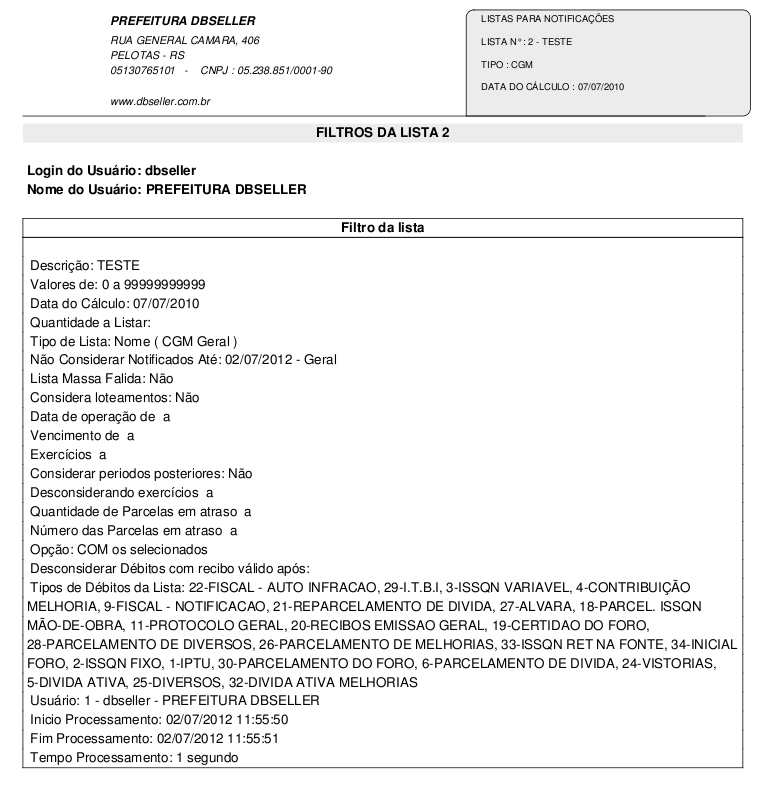 PREFEITURA DBSELLER
RUA GENERAL CAMARA, 406
PELOTAS - RS
05130765101 - CNPJ : 05.238.851/0001-90
www.dbseller.com.br
LISTAS PARA NOTIFICAÇÕES
LISTA N°: 2 - TESTE
TIPO : CGM
DATA DO CÁLCULO : 07/07/2010
FILTROS DA LISTA 2
Login do Usuário: dbseller
Nome do Usuário: PREFEITURA DBSELLER
Filtro da lista
Descrição: TESTE
Valores de: 0 a 99999999999
Data do Cálculo: 07/07/2010
Quantidade a Listar:
Tipo de Lista: Nome ( CGM Geral )
Não Considerar Notificados Até: 02/07/2012 - Geral
Lista Massa Falida: Não
Considera loteamentos: Não
Data de operação de a
Vencimento de a
Exercícios a
Considerar periodos posteriores: Não
Desconsiderando exercícios a
Quantidade de Parcelas em atraso a
Número das Parcelas em atraso a
Opção: COM os selecionados
Desconsiderar Débitos com recibo válido após:
Tipos de Débitos da Lista: 22-FISCAL - AUTO INFRACAO, 29-I.T.B.I, 3-ISSQN VARIAVEL, 4-CONTRIBUIÇÃO
MELHORIA, 9-FISCAL - NOTIFICACAO, 21-REPARCELAMENTO DE DIVIDA, 27-ALVARA, 18-PARCEL. ISSQN
MÃO-DE-OBRA, 11-PROTOCOLO GERAL, 20-RECIBOS EMISSAO GERAL, 19-CERTIDAO DO FORO,
28-PARCELAMENTO DE DIVERSOS, 26-PARCELAMENTO DE MELHORIAS, 33-ISSQN RET NA FONTE, 34-INICIAL
FORO, 2-ISSQN FIXO, 1-IPTU, 30-PARCELAMENTO DO FORO, 6-PARCELAMENTO DE DIVIDA, 24-VISTORIAS,
5-DIVIDA ATIVA, 25-DIVERSOS, 32-DIVIDA ATIVA MELHORIAS
Usuário: 1 - dbseller - PREFEITURA DBSELLER
Inicio Processamento: 02/07/2012 11:55:50
Fim Processamento: 02/07/2012 11:55:51
Tempo Processamento: 1 segundo